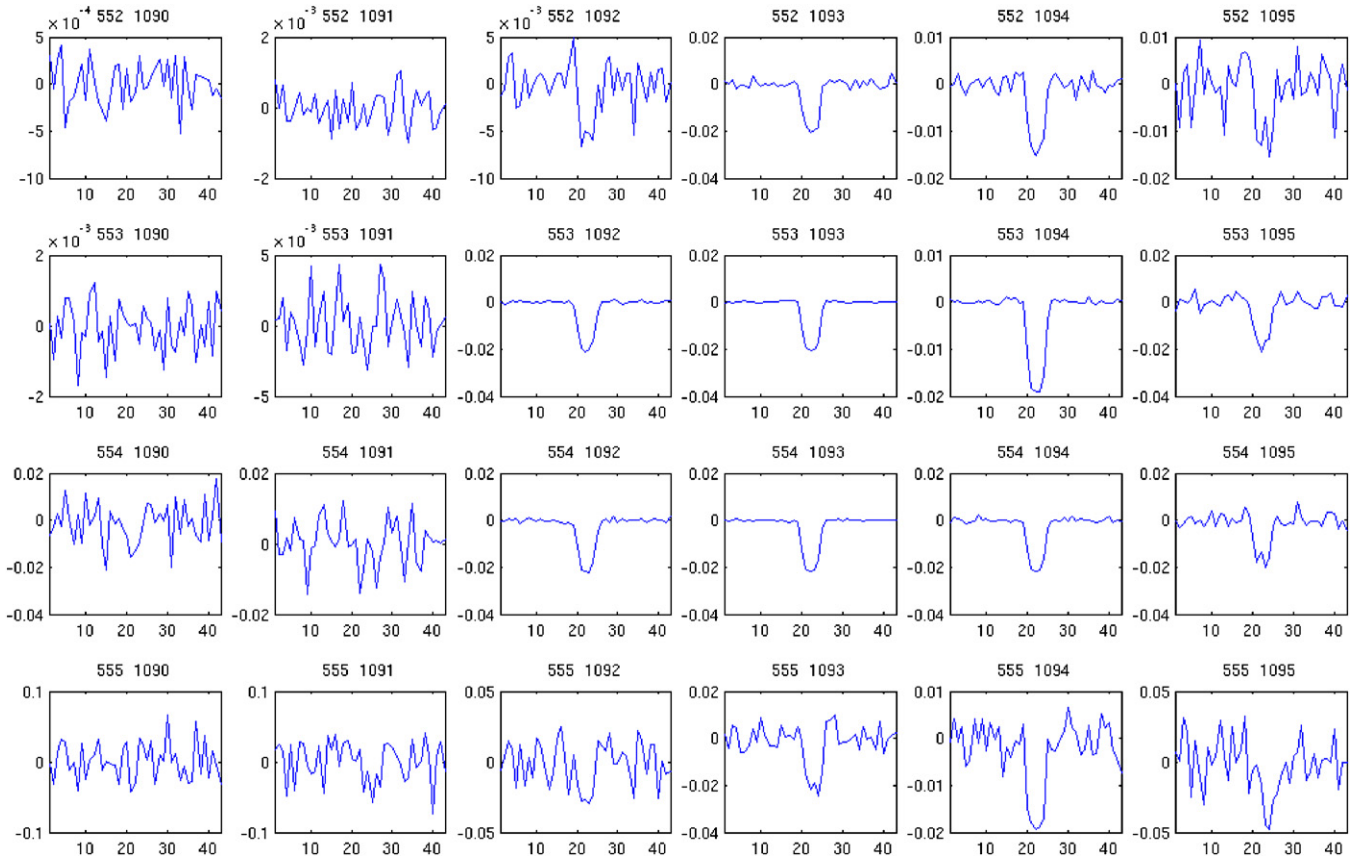 × 10⁻⁴ 552 1090 × 10⁻³ 552 1091 × 10⁻³ 552 1092 552 1093 552 1094 552 1095
5 2 5 0.02 0.01 0.02
0.01
0 0 0 0 0
0 0
-5 -5 -0.02 -0.01 -0.01
-10 -2 -10 -0.04 -0.02 -0.02
10 20 30 40 10 20 30 40 10 20 30 40 10 20 30 40 10 20 30 40 10 20 30 40
× 10⁻³ 553 1090 × 10⁻³ 553 1091 553 1092 553 1093 553 1094 553 1095
2 5 0.02 0.02 0.01 0.02
0 0 0 0
0 0
-0.02 -0.02 -0.01 -0.02
-2 -5 -0.04 -0.04 -0.02 -0.04
10 20 30 40 10 20 30 40 10 20 30 40 10 20 30 40 10 20 30 40 10 20 30 40
554 1090 554 1091 554 1092 554 1093 554 1094 554 1095
0.02 0.02 0.02 0.02 0.02 0.02
0 0 0 0 0
0
-0.02 -0.02 -0.02 -0.02 -0.02
-0.04 -0.02 -0.04 -0.04 -0.04 -0.04
10 20 30 40 10 20 30 40 10 20 30 40 10 20 30 40 10 20 30 40 10 20 30 40
555 1090 555 1091 555 1092 555 1093 555 1094 555 1095
0.1 0.1 0.05 0.02 0.01 0.05
0 0
0 0 0 0
-0.02 -0.01
-0.1 -0.1 -0.05 -0.04 -0.02 -0.05
10 20 30 40 10 20 30 40 10 20 30 40 10 20 30 40 10 20 30 40 10 20 30 40